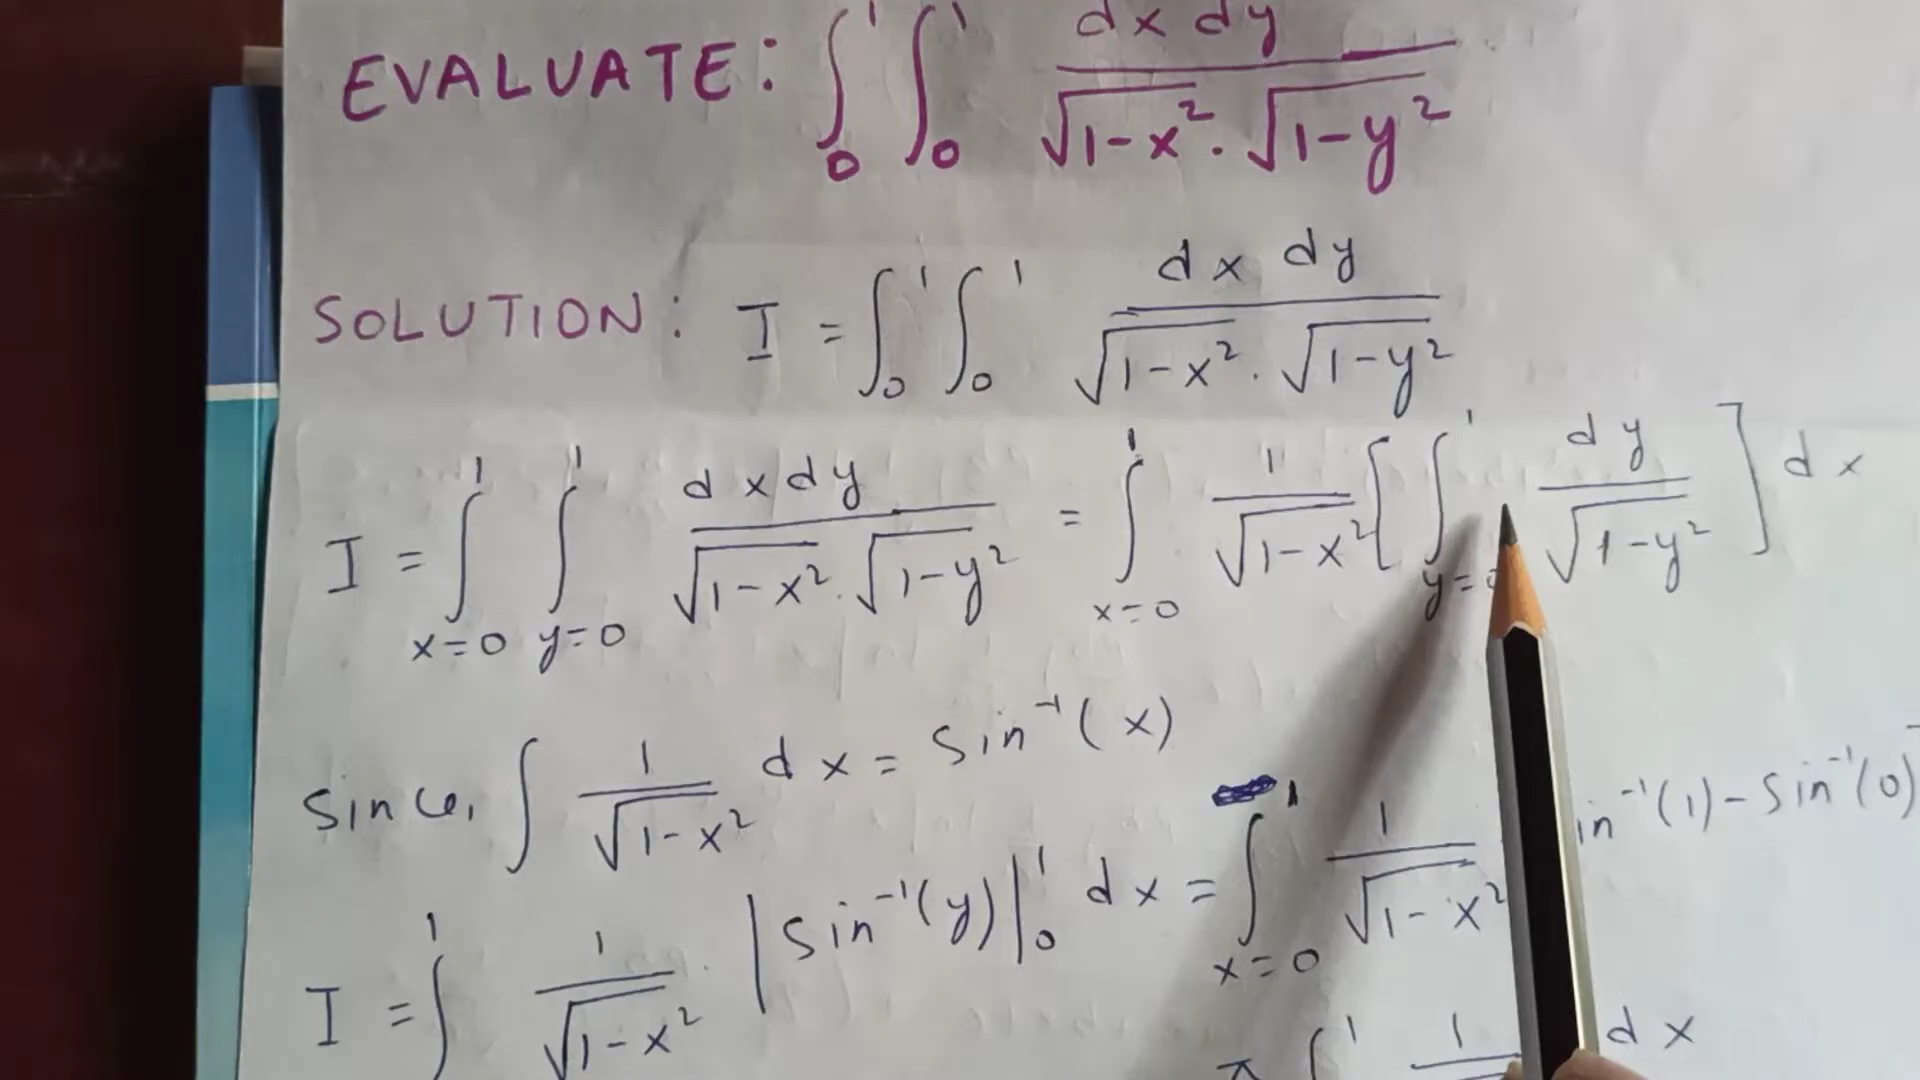 EVALUATE: ∫₀¹ ∫₀¹ dx dy / √1-x² . √1-y²
SOLUTION: I = ∫₀¹ ∫₀¹ dx dy / √1-x² . √1-y²
I = ∫_{x=0}^1 ∫_{y=0}^1 dx dy / √1-x² . √1-y² = ∫_{x=0}^1 1/√1-x² [ ∫_{y=0}^1 dy/√1-y² ] dx
Since, ∫ 1/√1-x² dx = Sin⁻¹(x)
I = ∫^1 1/√1-x² . |Sin⁻¹(y)|₀¹ dx = ∫_{x=0}^1 1/√1-x² in⁻¹(1) - Sin⁻¹(0)
∫^1 1 dx